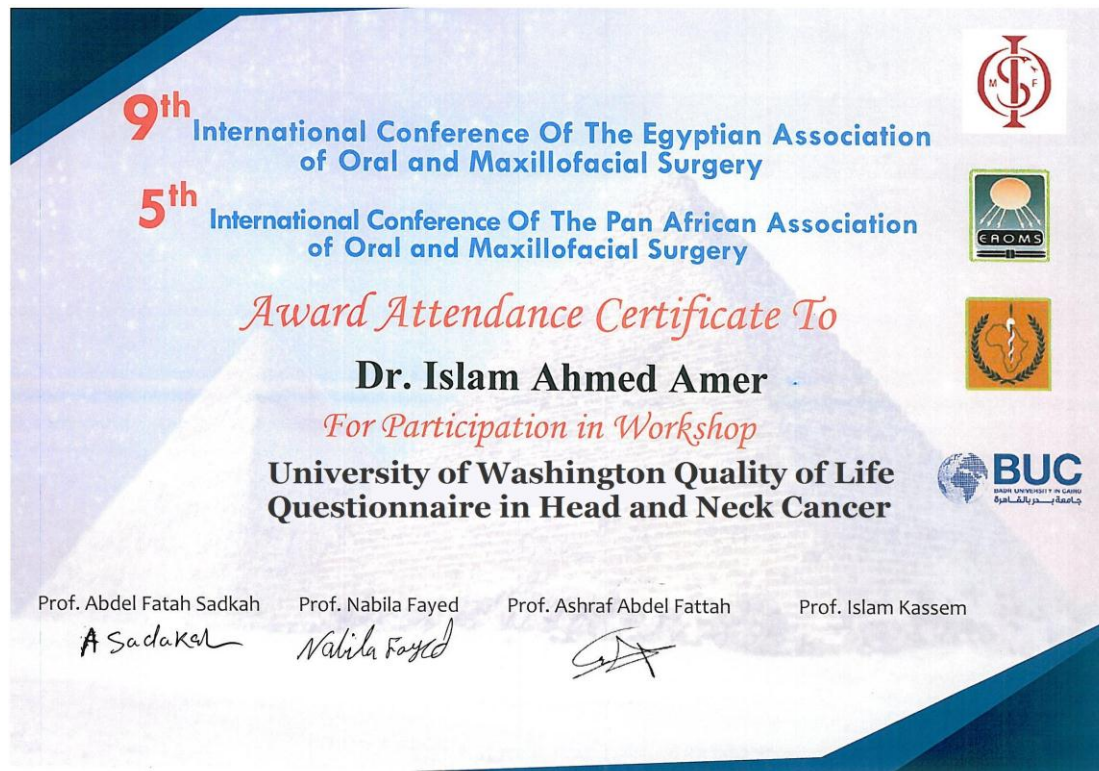 9th International Conference Of The Egyptian Association
of Oral and Maxillofacial Surgery
5th International Conference Of The Pan African Association
of Oral and Maxillofacial Surgery
Award Attendance Certificate To
Dr. Islam Ahmed Amer
For Participation in Workshop
University of Washington Quality of Life
Questionnaire in Head and Neck Cancer
Prof. Abdel Fatah Sadkah Prof. Nabila Fayed Prof. Ashraf Abdel Fattah Prof. Islam Kassem
A Sadakah Nabila Fayed
M F
EAOMS
BUC
BADR UNIVERSITY IN CAIRO
جامعة بدر بالقاهرة